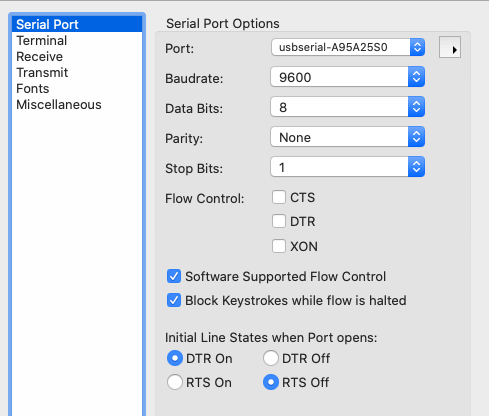 Serial Port
Terminal
Receive
Transmit
Fonts
Miscellaneous
Serial Port Options
Port: usbserial-A95A25S0
Baudrate: 9600
Data Bits: 8
Parity: None
Stop Bits: 1
Flow Control: CTS
DTR
XON
Software Supported Flow Control
Block Keystrokes while flow is halted
Initial Line States when Port opens:
DTR On DTR Off
RTS On RTS Off